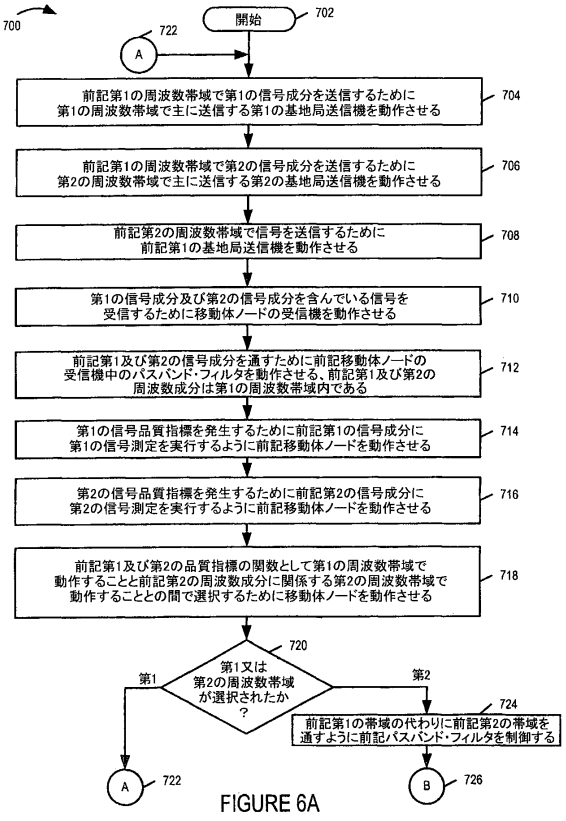 700
開始
702
722
A
前記第1の周波数帯域で第1の信号成分を送信するために
第1の周波数帯域で主に送信する第1の基地局送信機を動作させる
704
前記第1の周波数帯域で第2の信号成分を送信するために
第2の周波数帯域で主に送信する第2の基地局送信機を動作させる
706
前記第2の周波数帯域で信号を送信するために
前記第1の基地局送信機を動作させる
708
第1の信号成分及び第2の信号成分を含んでいる信号を
受信するために移動体ノードの受信機を動作させる
710
前記第1及び第2の信号成分を通すために前記移動体ノードの
受信機中のパスバンド・フィルタを動作させる、前記第1及び第2の
周波数成分は第1の周波数帯域内である
712
第1の信号品質指標を発生するために前記第1の信号成分に
第1の信号測定を実行するように前記移動体ノードを動作させる
714
第2の信号品質指標を発生するために前記第2の信号成分に
第2の信号測定を実行するように前記移動体ノードを動作させる
716
前記第1及び第2の品質指標の関数として第1の周波数帯域で
動作することと前記第2の周波数成分に関係する第2の周波数帯域で
動作することとの間で選択するために移動体ノードを動作させる
718
720
第1又は
第2の周波数帯域
が選択されたか
?
第1
第2
724
前記第1の帯域の代わりに前記第2の帯域を
通すように前記パスバンド・フィルタを制御する
A
722
B
726
FIGURE 6A